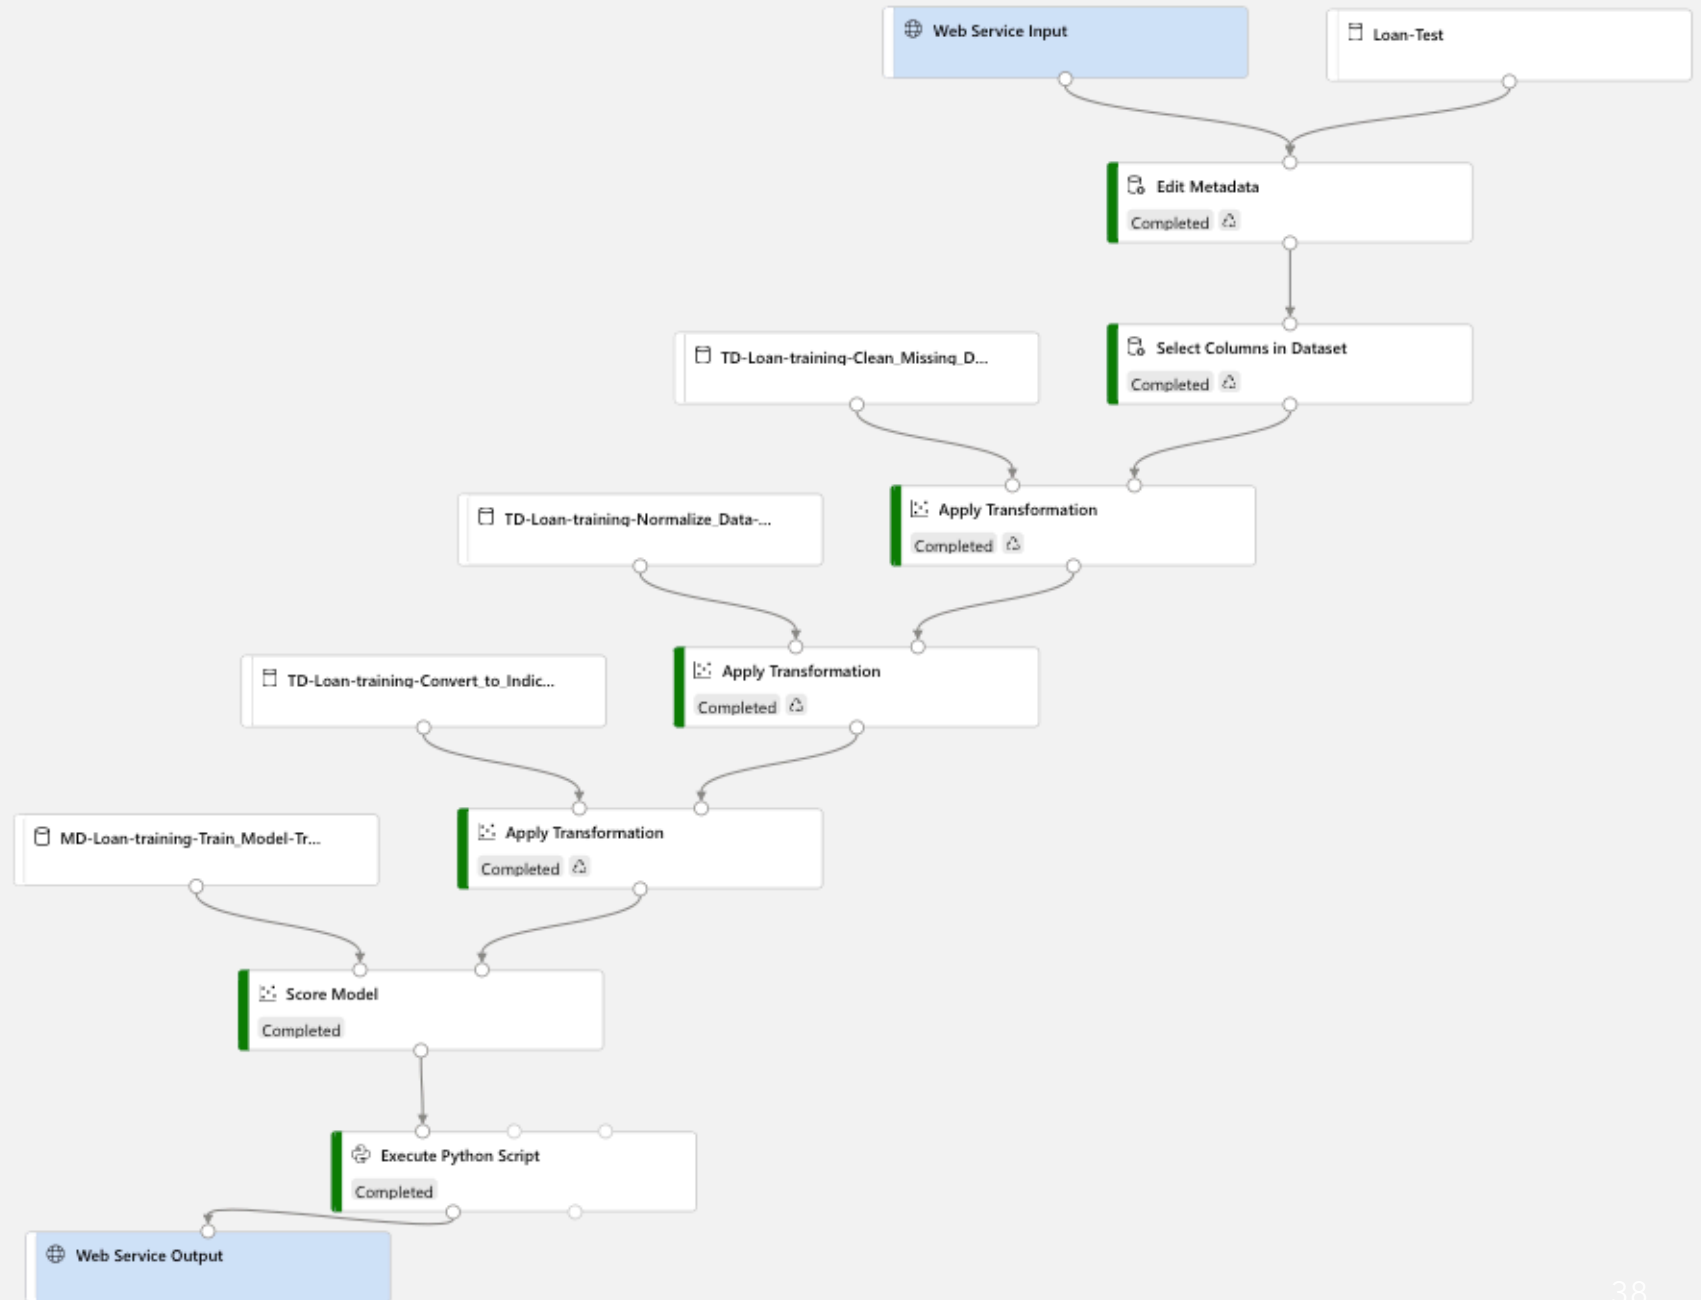 Web Service Input
Loan-Test
Edit Metadata
Completed
Select Columns in Dataset
Completed
TD-Loan-training-Clean_Missing_D...
Apply Transformation
Completed
TD-Loan-training-Normalize_Data-...
Apply Transformation
Completed
TD-Loan-training-Convert_to_Indic...
Apply Transformation
Completed
MD-Loan-training-Train_Model-Tr...
Score Model
Completed
Execute Python Script
Completed
Web Service Output
38